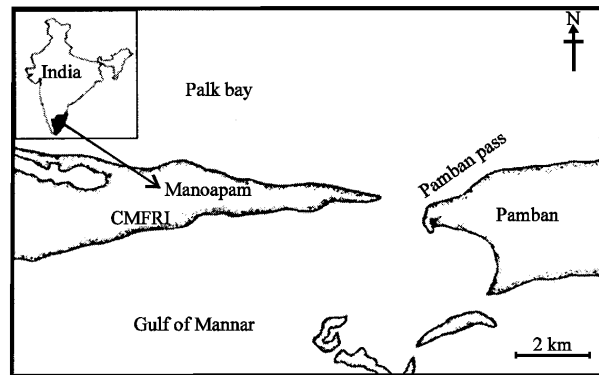 N
India
Palk bay
Pamban pass
Manoapam
Pamban
CMFRI
Gulf of Mannar
2 km